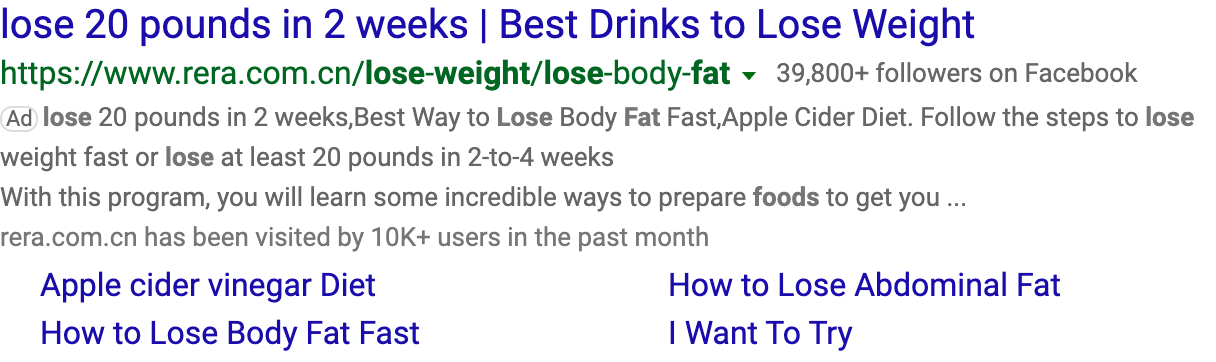 lose 20 pounds in 2 weeks | Best Drinks to Lose Weight
https://www.rera.com.cn/lose-weight/lose-body-fat 39,800+ followers on Facebook
Ad lose 20 pounds in 2 weeks,Best Way to Lose Body Fat Fast,Apple Cider Diet. Follow the steps to lose
weight fast or lose at least 20 pounds in 2-to-4 weeks
With this program, you will learn some incredible ways to prepare foods to get you ...
rera.com.cn has been visited by 10K+ users in the past month
Apple cider vinegar Diet How to Lose Abdominal Fat
How to Lose Body Fat Fast I Want To Try